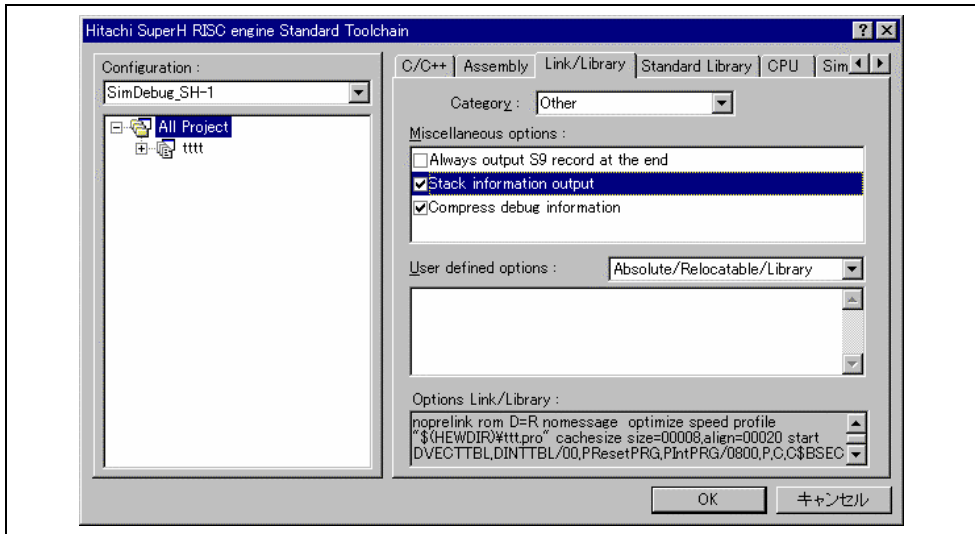 Hitachi SuperH RISC engine Standard Toolchain
Configuration :
SimDebug_SH-1
All Project
tttt
C/C++ Assembly Link/Library Standard Library CPU Sim
Category : Other
Miscellaneous options :
Always output S9 record at the end
Stack information output
Compress debug information
User defined options : Absolute/Relocatable/Library
Options Link/Library :
noprelink rom D=R nomessage optimize speed profile
"$(HEWDIR)¥ttt.pro" cachesize size=00008,align=00020 start
DVECTTBL,DINTTBL/00,PResetPRG,PIntPRG/0800,P,C,C$BSEC
OK キャンセル